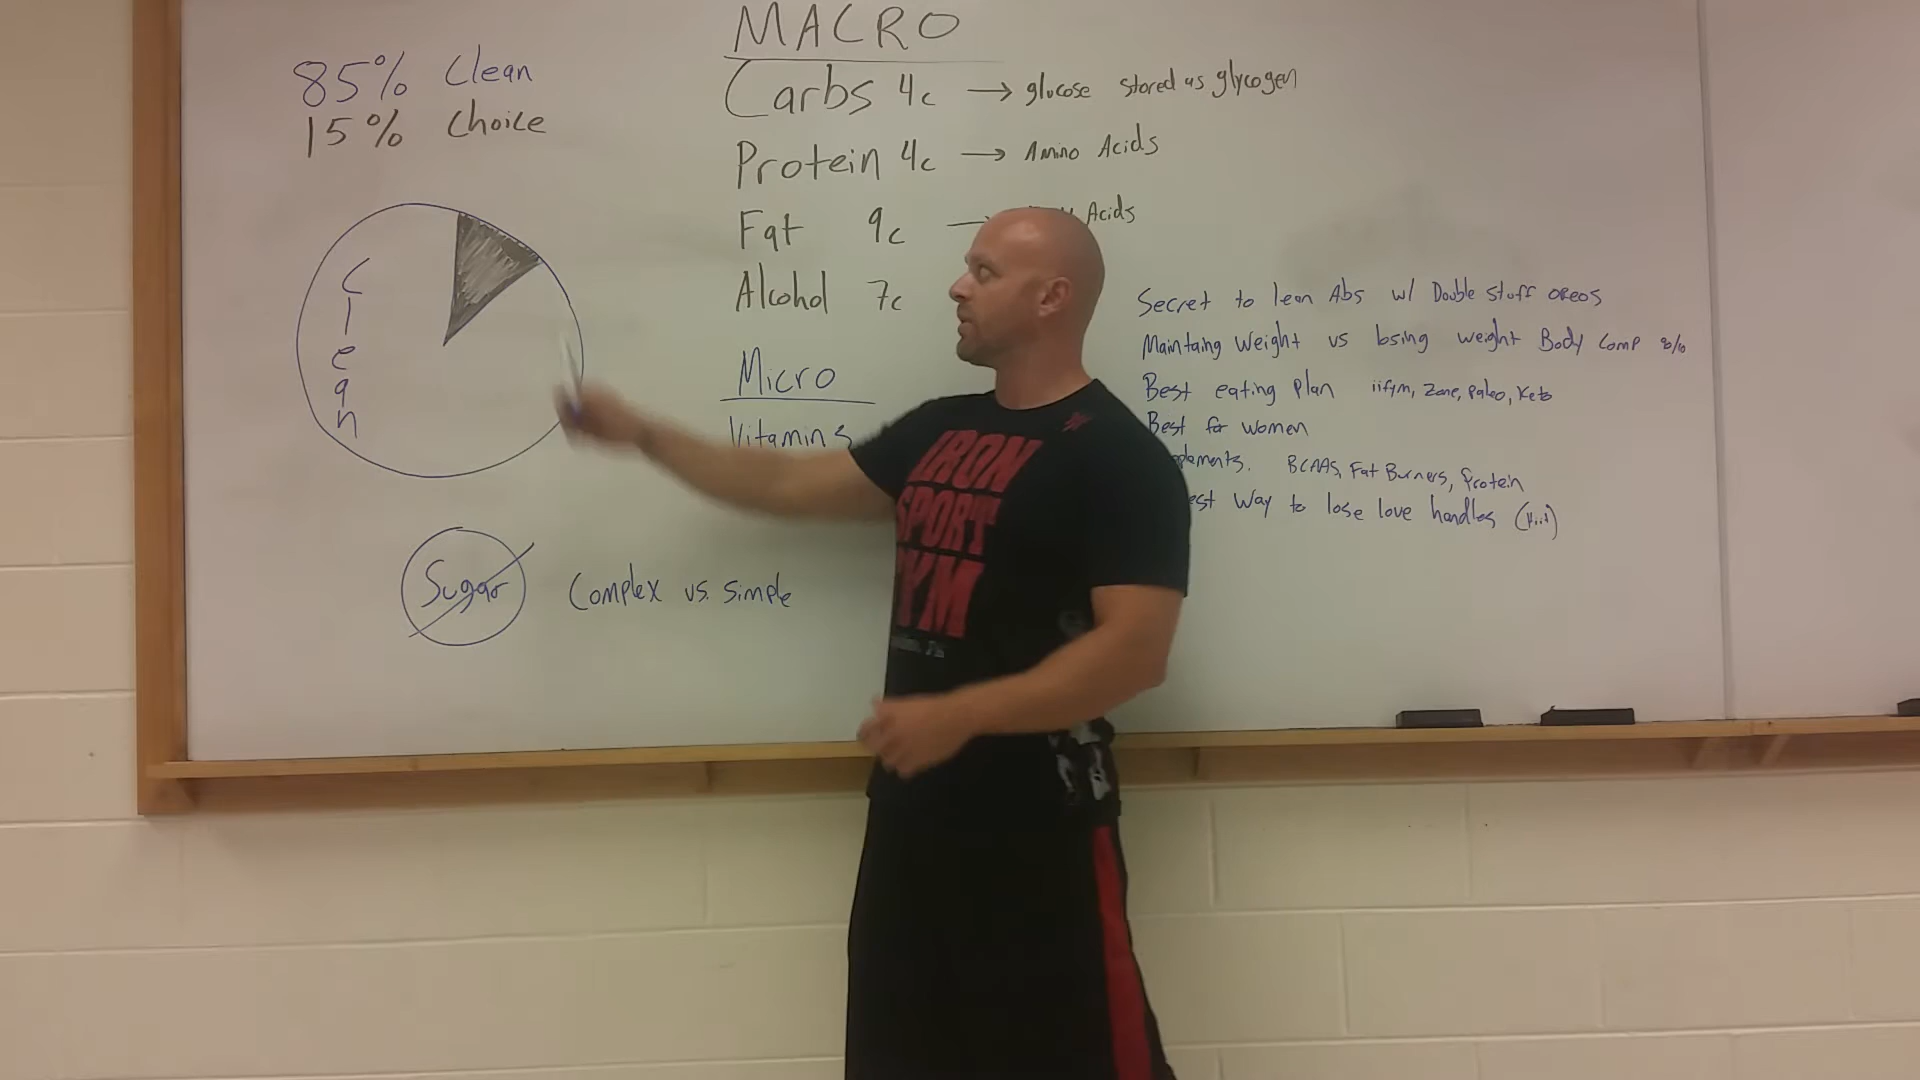 85% Clean
15% Choice
Clean
Sugar
Complex vs. Simple
MACRO
Carbs 4c → glucose stored as glycogen
Protein 4c → Amino Acids
Fat 9c → Acids
Alcohol 7c
Micro
Vitamins
Secret to lean Abs w/ Double stuff OREOS
Maintaing Weight vs losing weight Body Comp %
Best eating plan iifym, Zone, Paleo, Keto
Best for women
plements. BCAAS, Fat Burners, Protein
est Way to lose love handles
IRON
SPORT
GYM